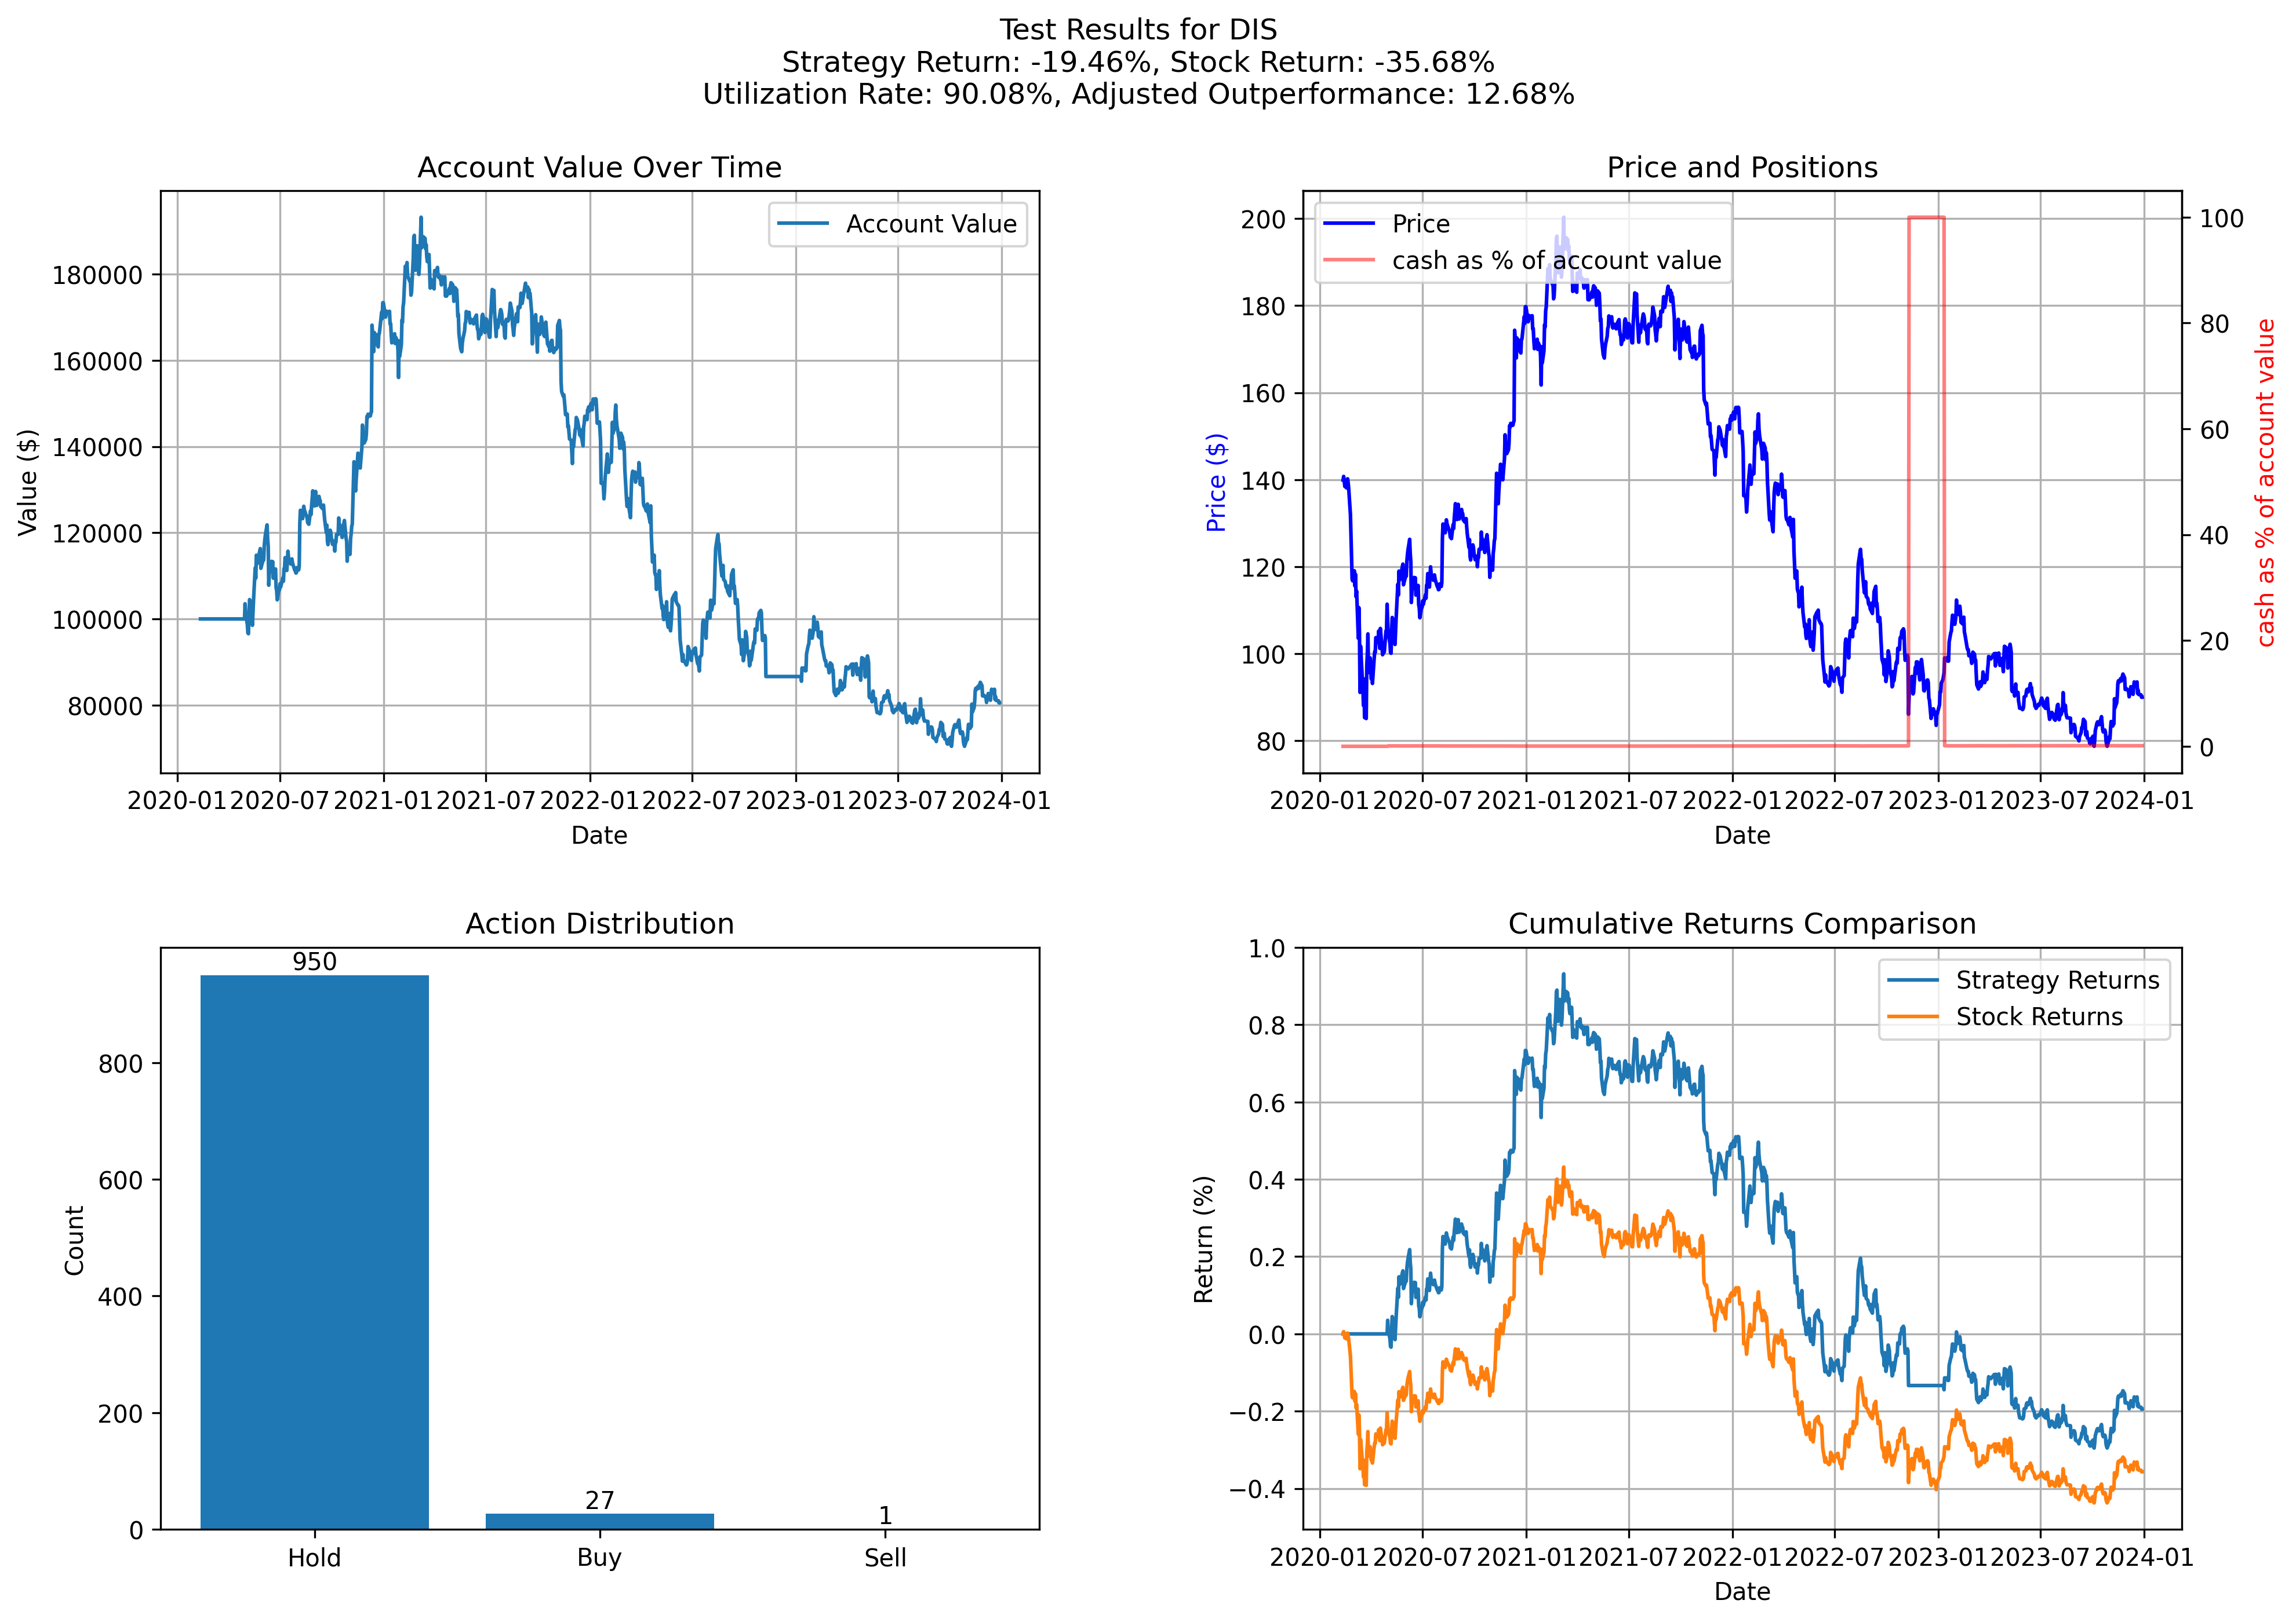 Test Results for DIS
Strategy Return: -19.46%, Stock Return: -35.68%
Utilization Rate: 90.08%, Adjusted Outperformance: 12.68%
Account Value Over Time
Account Value
180000
160000
140000
120000
100000
80000
Value ($)
2020-01 2020-07 2021-01 2021-07 2022-01 2022-07 2023-01 2023-07 2024-01
Date
Price and Positions
Price
cash as % of account value
200
180
160
140
120
100
80
Price ($)
100
80
60
40
20
0
cash as % of account value
2020-01 2020-07 2021-01 2021-07 2022-01 2022-07 2023-01 2023-07 2024-01
Date
Action Distribution
950
27
1
800
600
400
200
0
Count
Hold Buy Sell
Cumulative Returns Comparison
Strategy Returns
Stock Returns
1.0
0.8
0.6
0.4
0.2
0.0
−0.2
−0.4
Return (%)
2020-01 2020-07 2021-01 2021-07 2022-01 2022-07 2023-01 2023-07 2024-01
Date